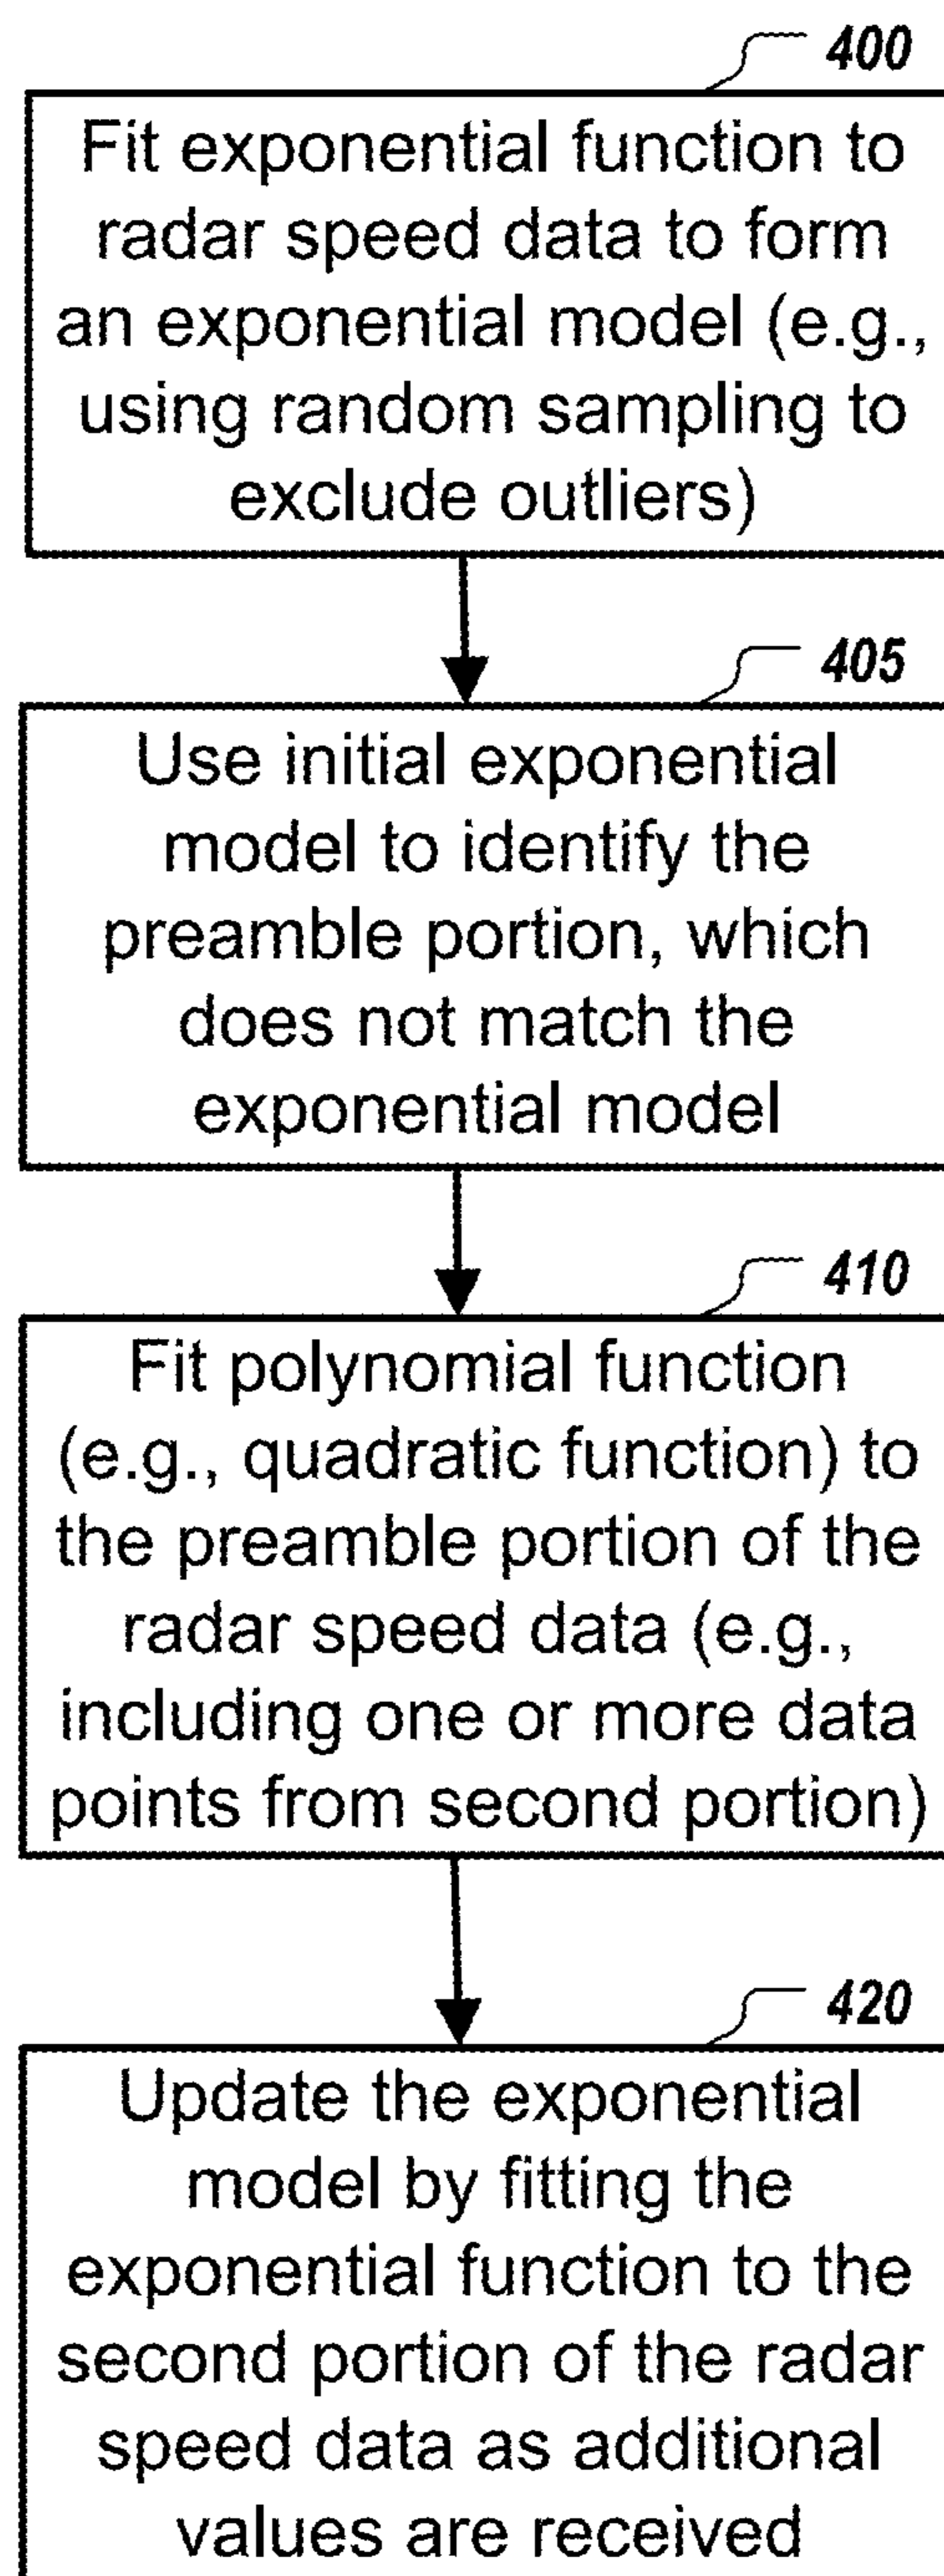 400
Fit exponential function to
radar speed data to form
an exponential model (e.g.,
using random sampling to
exclude outliers)
405
Use initial exponential
model to identify the
preamble portion, which
does not match the
exponential model
410
Fit polynomial function
(e.g., quadratic function) to
the preamble portion of the
radar speed data (e.g.,
including one or more data
points from second portion)
420
Update the exponential
model by fitting the
exponential function to the
second portion of the radar
speed data as additional
values are received